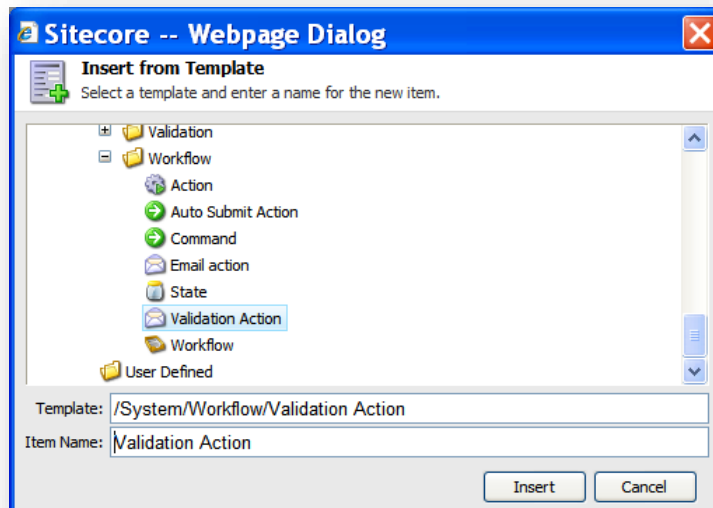 Sitecore -- Webpage Dialog
Insert from Template
Select a template and enter a name for the new item.
Validation
Workflow
Action
Auto Submit Action
Command
Email action
State
Validation Action
Workflow
User Defined
Template: /System/Workflow/Validation Action
Item Name: Validation Action
Insert Cancel